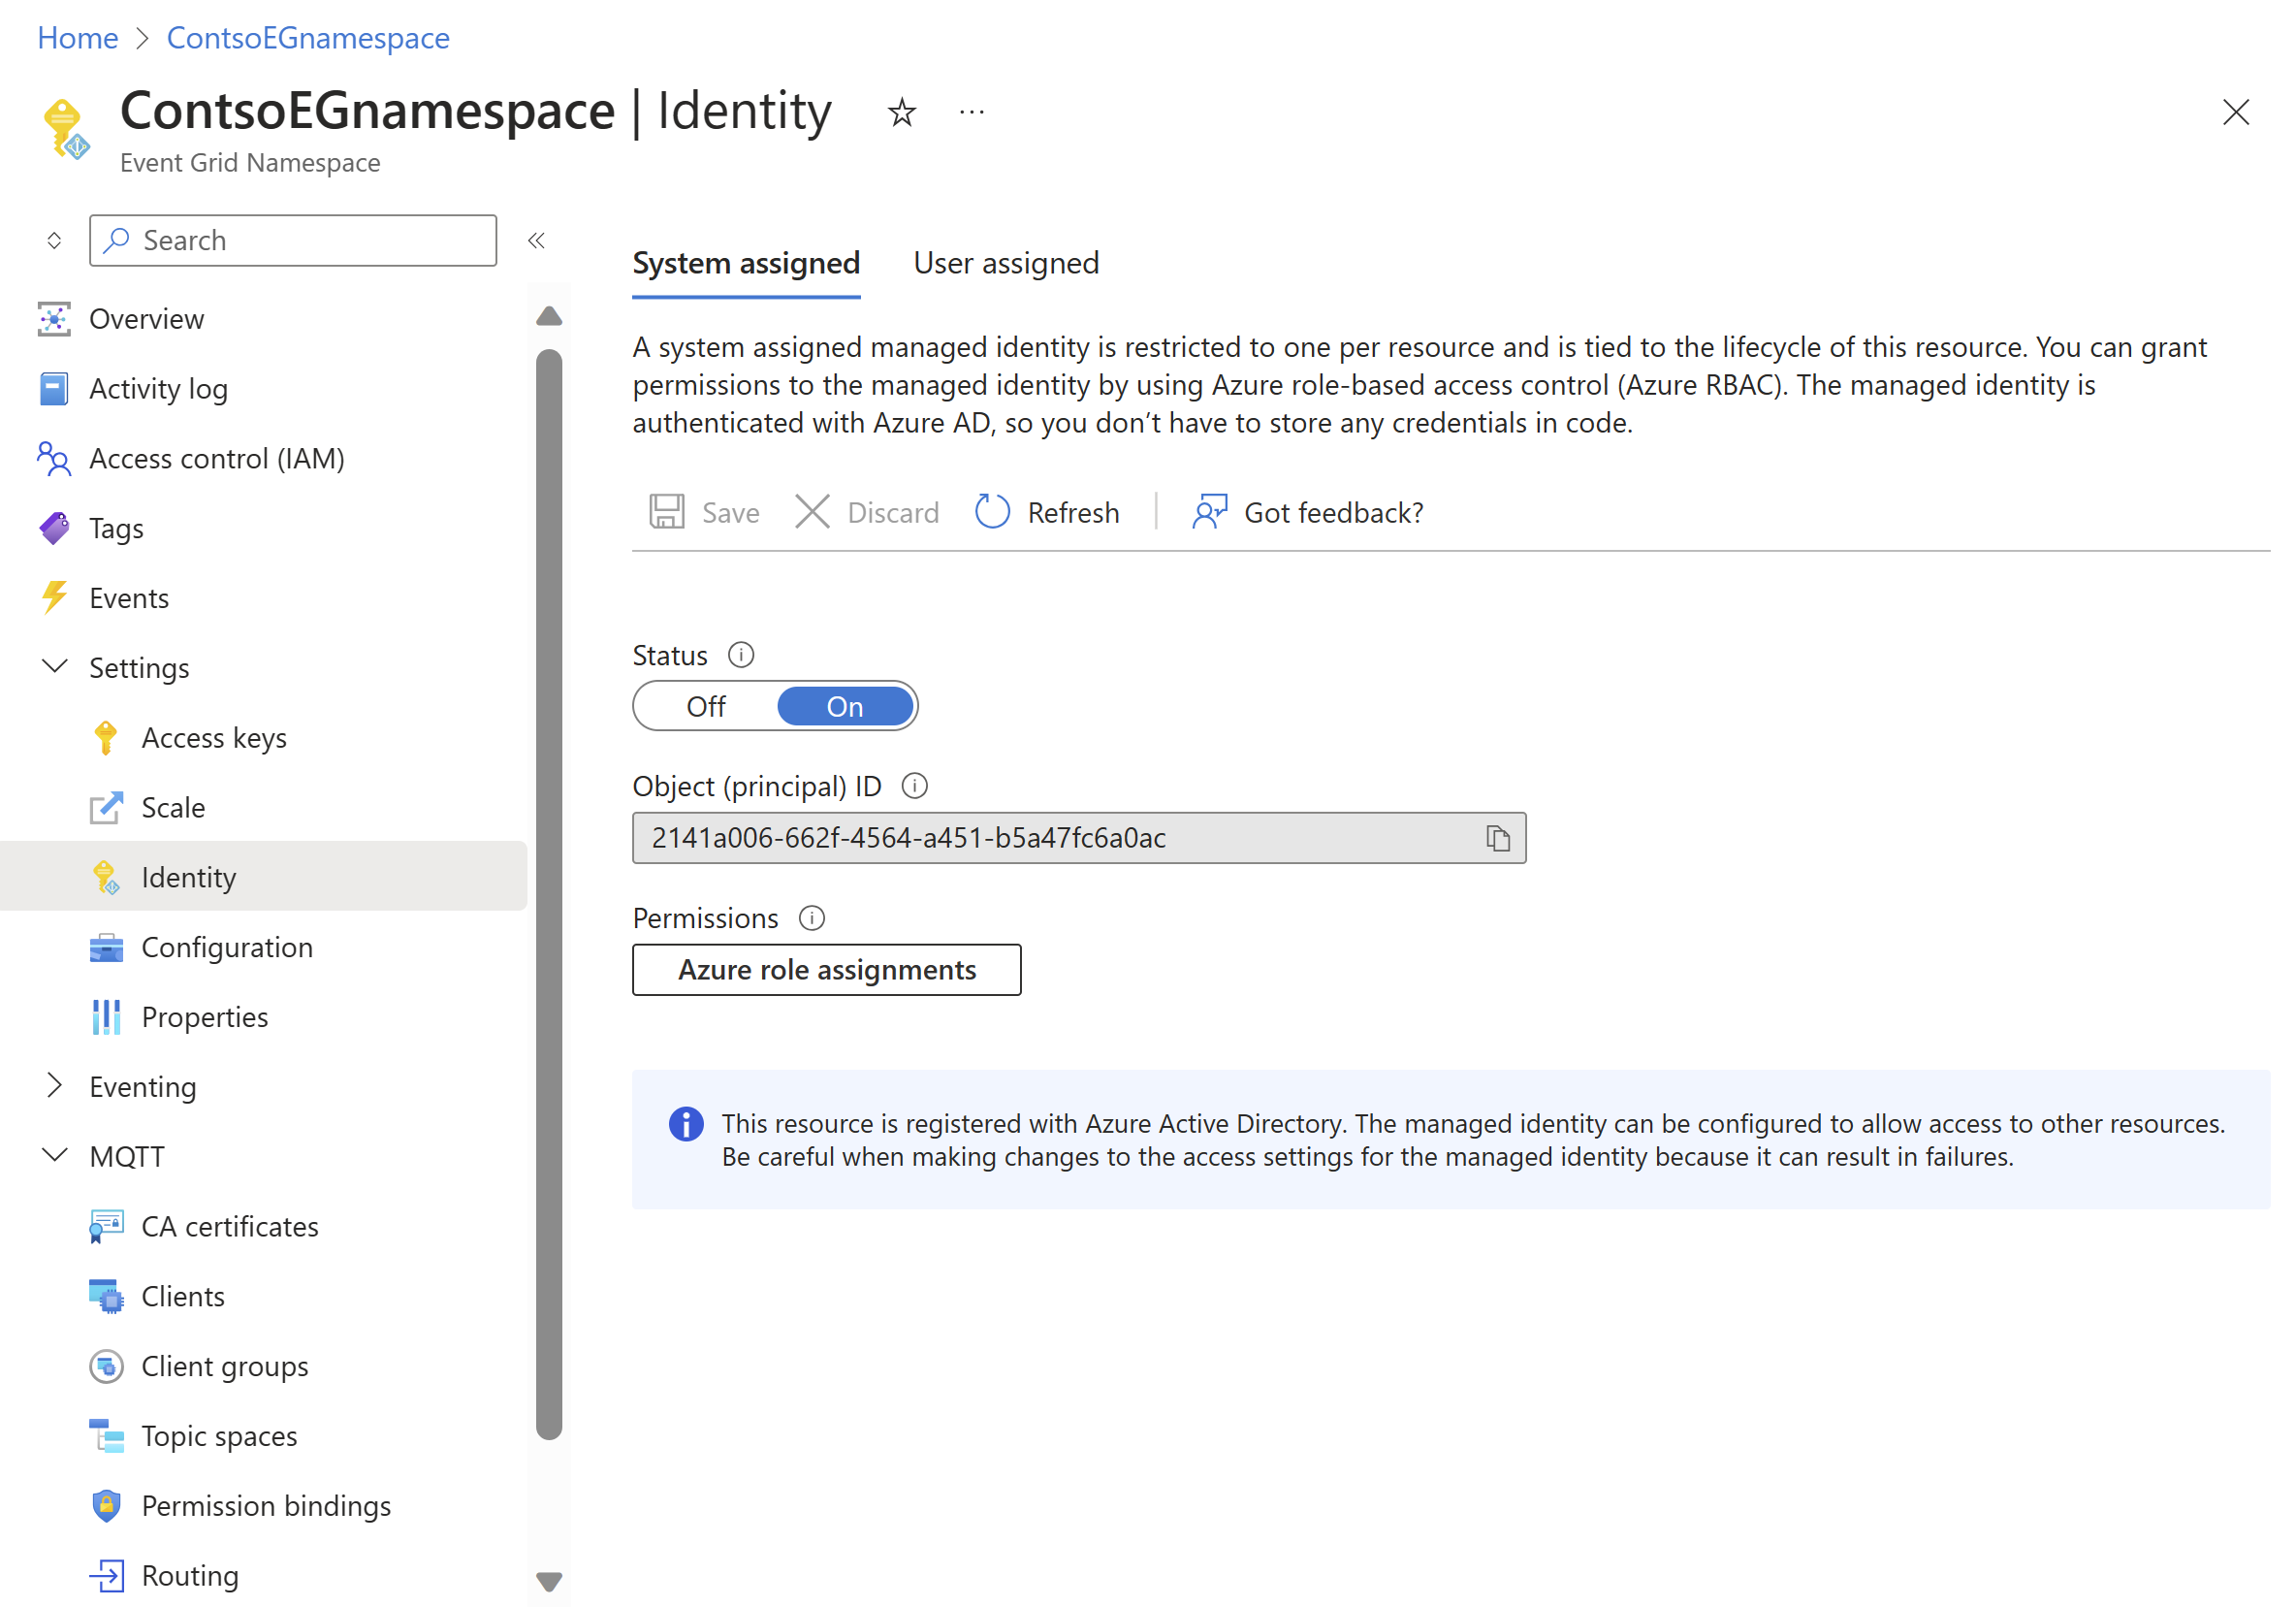 Home > ContsoEGnamespace
ContsoEGnamespace | Identity
Event Grid Namespace
Search
Overview
Activity log
Access control (IAM)
Tags
Events
Settings
Access keys
Scale
Identity
Configuration
Properties
Eventing
MQTT
CA certificates
Clients
Client groups
Topic spaces
Permission bindings
Routing
System assigned User assigned
A system assigned managed identity is restricted to one per resource and is tied to the lifecycle of this resource. You can grant
permissions to the managed identity by using Azure role-based access control (Azure RBAC). The managed identity is
authenticated with Azure AD, so you don’t have to store any credentials in code.
Save Discard Refresh Got feedback?
Status
Off On
Object (principal) ID
2141a006-662f-4564-a451-b5a47fc6a0ac
Permissions
Azure role assignments
This resource is registered with Azure Active Directory. The managed identity can be configured to allow access to other resources.
Be careful when making changes to the access settings for the managed identity because it can result in failures.